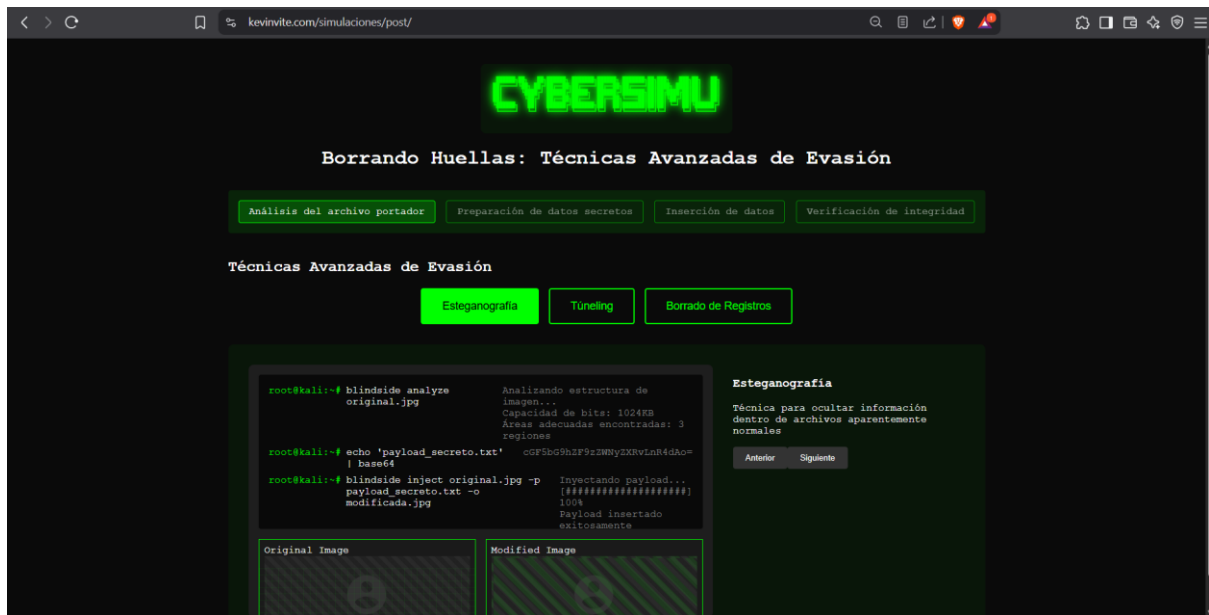 kevinvite.com/simulaciones/post/
CYBERSIMU
Borrando Huellas: Técnicas Avanzadas de Evasión
Análisis del archivo portador
Preparación de datos secretos
Inserción de datos
Verificación de integridad
Técnicas Avanzadas de Evasión
Esteganografía
Túneling
Borrado de Registros
root@kali:~# blindside analyze
original.jpg
Analizando estructura de
imagen...
Capacidad de bits: 1024KB
Áreas adecuadas encontradas: 3
regiones
root@kali:~# echo 'payload_secreto.txt'
| base64
cGF5bG9hZF9zZWNyZXRvLnR4dAo=
root@kali:~# blindside inject original.jpg -p
payload_secreto.txt -o
modificada.jpg
Inyectando payload...
[####################]
100%
Payload insertado
exitosamente
Original Image
Modified Image
Esteganografía
Técnica para ocultar información
dentro de archivos aparentemente
normales
Anterior
Siguiente